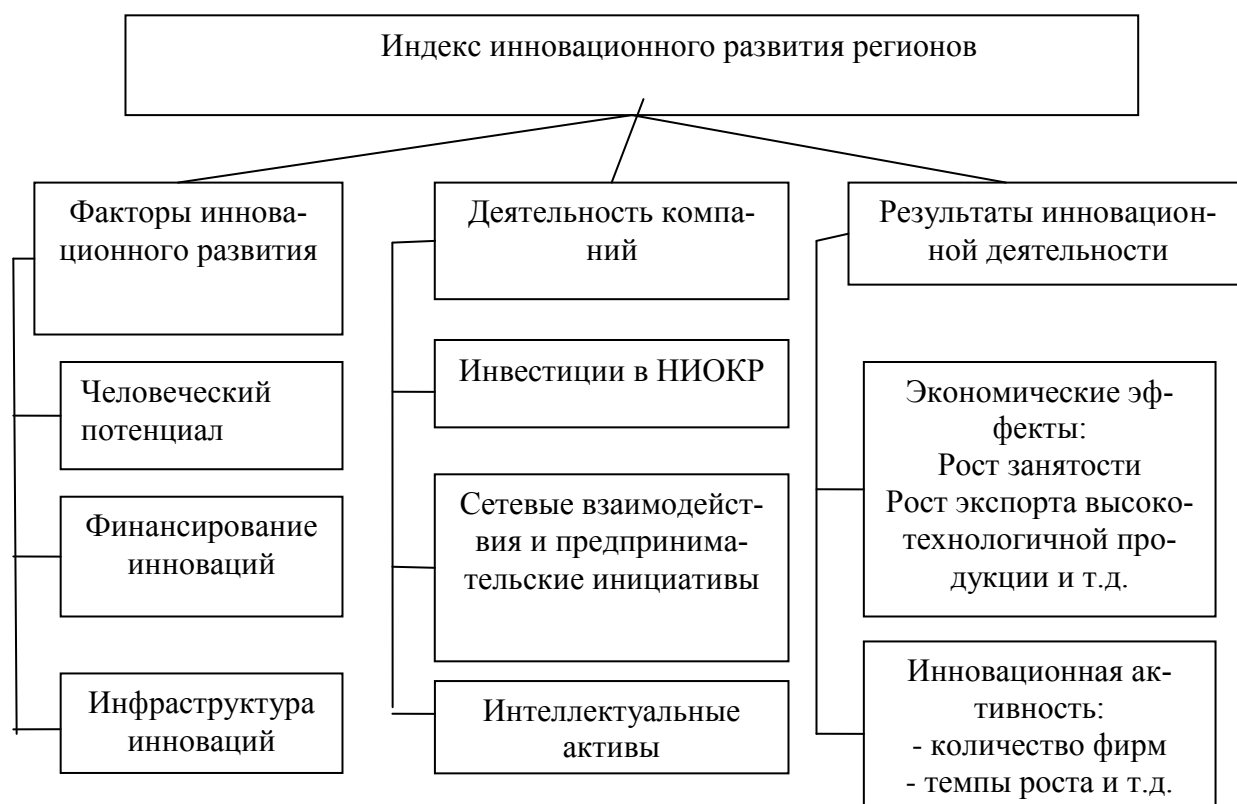 Индекс инновационного развития регионов
Факторы иннова-
ционного развития
Человеческий
потенциал
Финансирование
инноваций
Инфраструктура
инноваций
Деятельность компа-
ний
Инвестиции в НИОКР
Сетевые взаимодейст-
вия и предпринима-
тельские инициативы
Интеллектуальные
активы
Результаты инновацион-
ной деятельности
Экономические эф-
фекты:
Рост занятости
Рост экспорта высоко-
технологичной про-
дукции и т.д.
Инновационная ак-
тивность:
- количество фирм
- темпы роста и т.д.